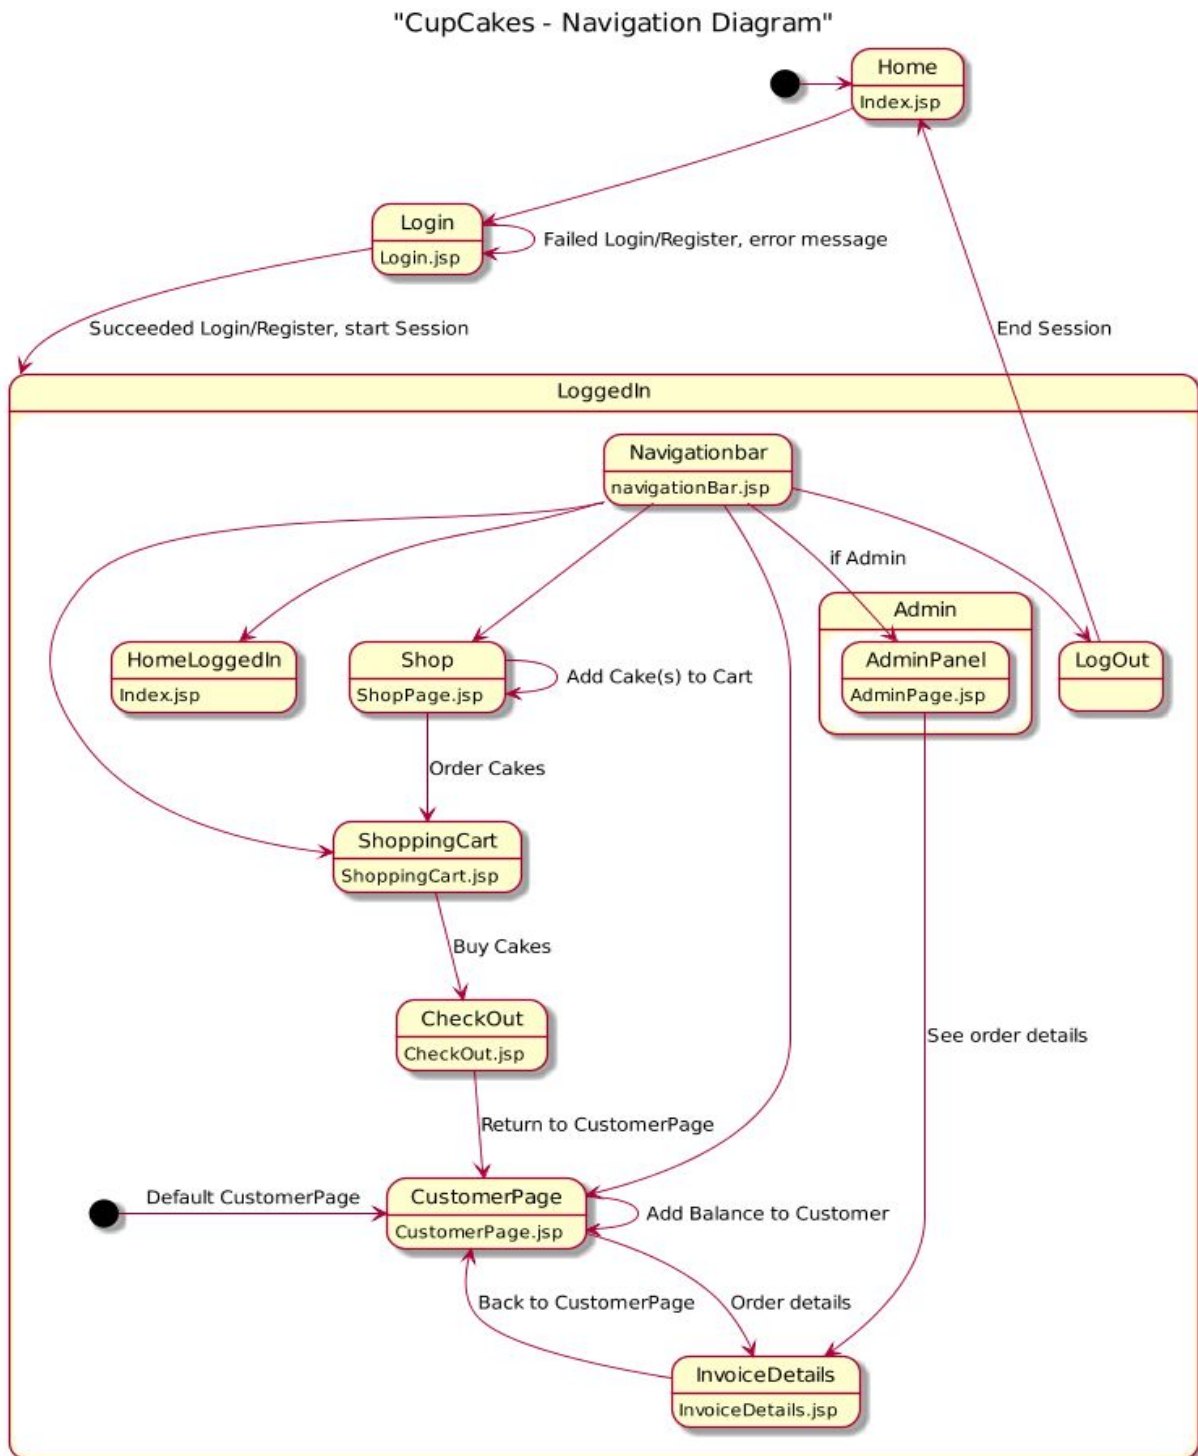 "CupCakes - Navigation Diagram"
Home
Index.jsp
Login
Login.jsp
Failed Login/Register, error message
Succeeded Login/Register, start Session
End Session
LoggedIn
Navigationbar
navigationBar.jsp
if Admin
Admin
HomeLoggedIn
Index.jsp
Shop
ShopPage.jsp
Add Cake(s) to Cart
AdminPanel
AdminPage.jsp
LogOut
Order Cakes
ShoppingCart
ShoppingCart.jsp
Buy Cakes
CheckOut
CheckOut.jsp
See order details
Return to CustomerPage
Default CustomerPage
CustomerPage
CustomerPage.jsp
Add Balance to Customer
Back to CustomerPage
Order details
InvoiceDetails
InvoiceDetails.jsp